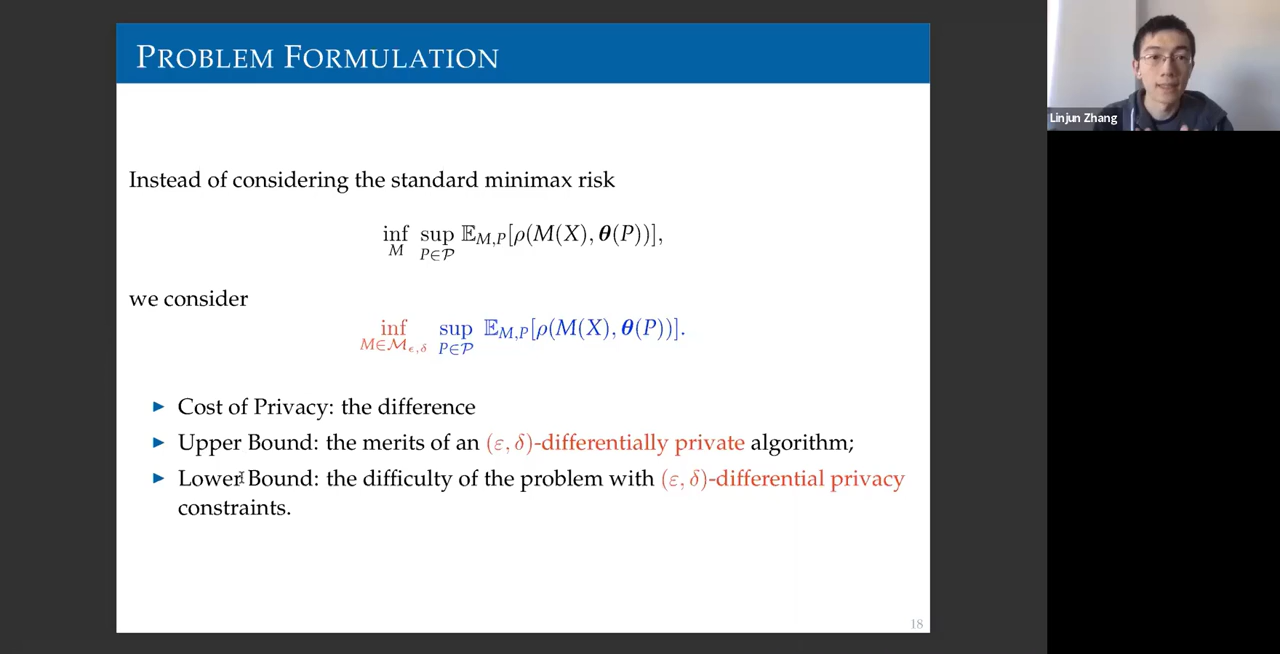 PROBLEM FORMULATION
Linjun Zhang
Instead of considering the standard minimax risk
inf sup 𝔼_{M,P}[ρ(M(X), θ(P))],
M P∈𝒫
we consider
inf sup 𝔼_{M,P}[ρ(M(X), θ(P))].
M∈ℳ_{ϵ,δ} P∈𝒫
▶ Cost of Privacy: the difference
▶ Upper Bound: the merits of an (ε, δ)-differentially private algorithm;
▶ Lower Bound: the difficulty of the problem with (ε, δ)-differential privacy
constraints.
18